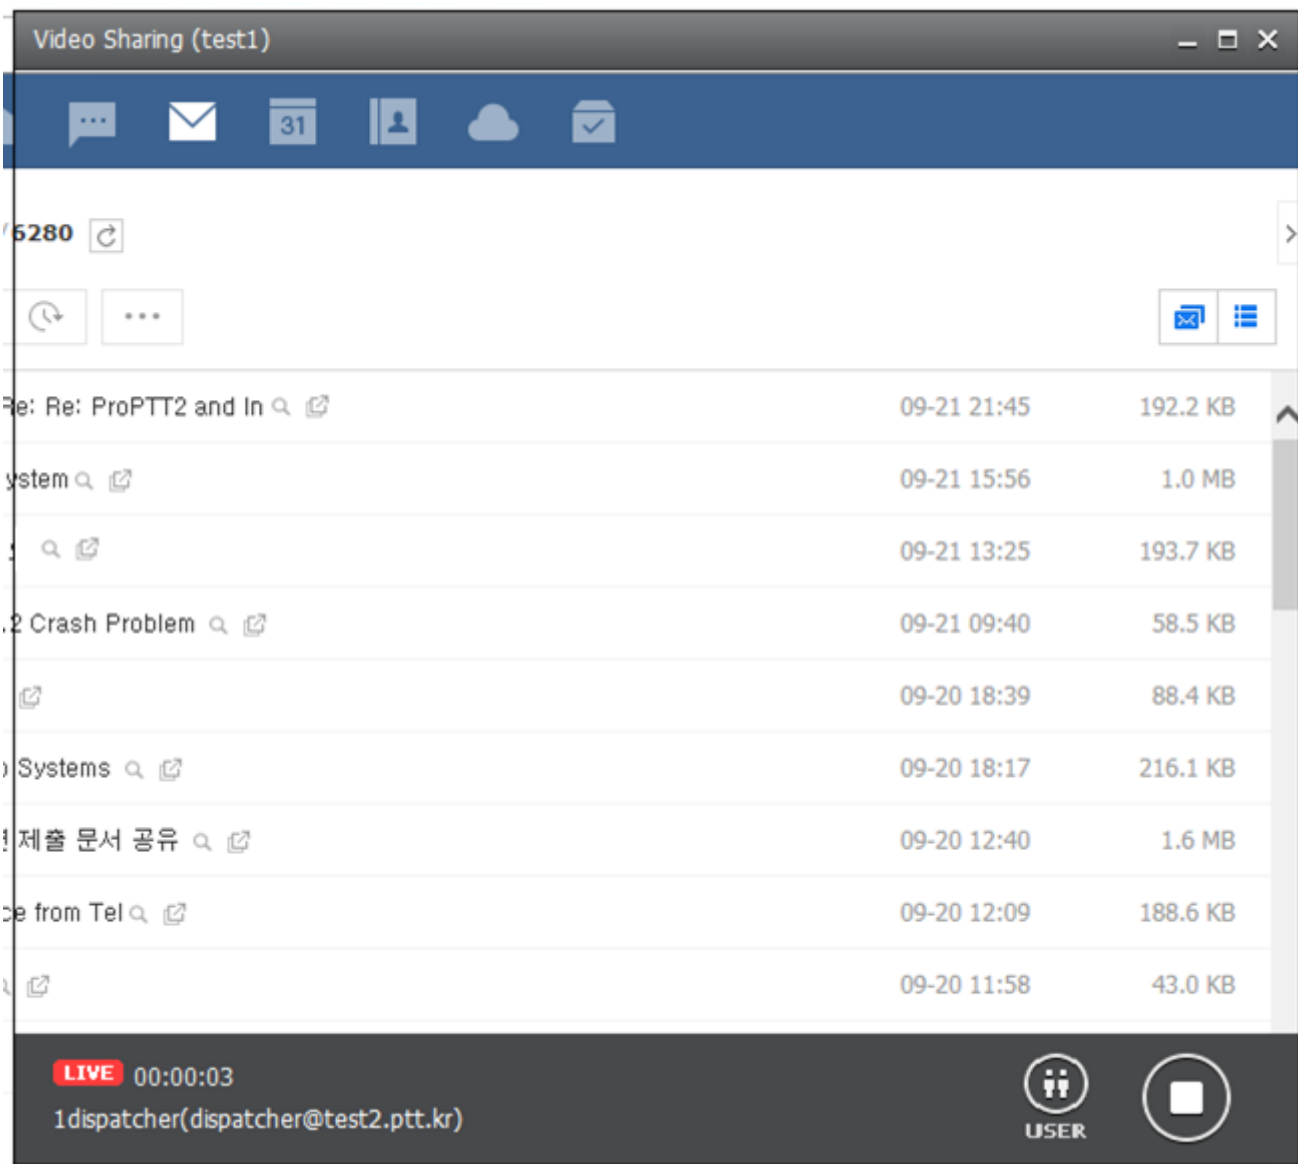 Video Sharing (test1)
31
/6280
Re: Re: ProPTT2 and In 09-21 21:45 192.2 KB
ystem 09-21 15:56 1.0 MB
09-21 13:25 193.7 KB
.2 Crash Problem 09-21 09:40 58.5 KB
09-20 18:39 88.4 KB
Systems 09-20 18:17 216.1 KB
제출 문서 공유 09-20 12:40 1.6 MB
ce from Tel 09-20 12:09 188.6 KB
09-20 11:58 43.0 KB
LIVE 00:00:03
1dispatcher(dispatcher@test2.ptt.kr)
USER